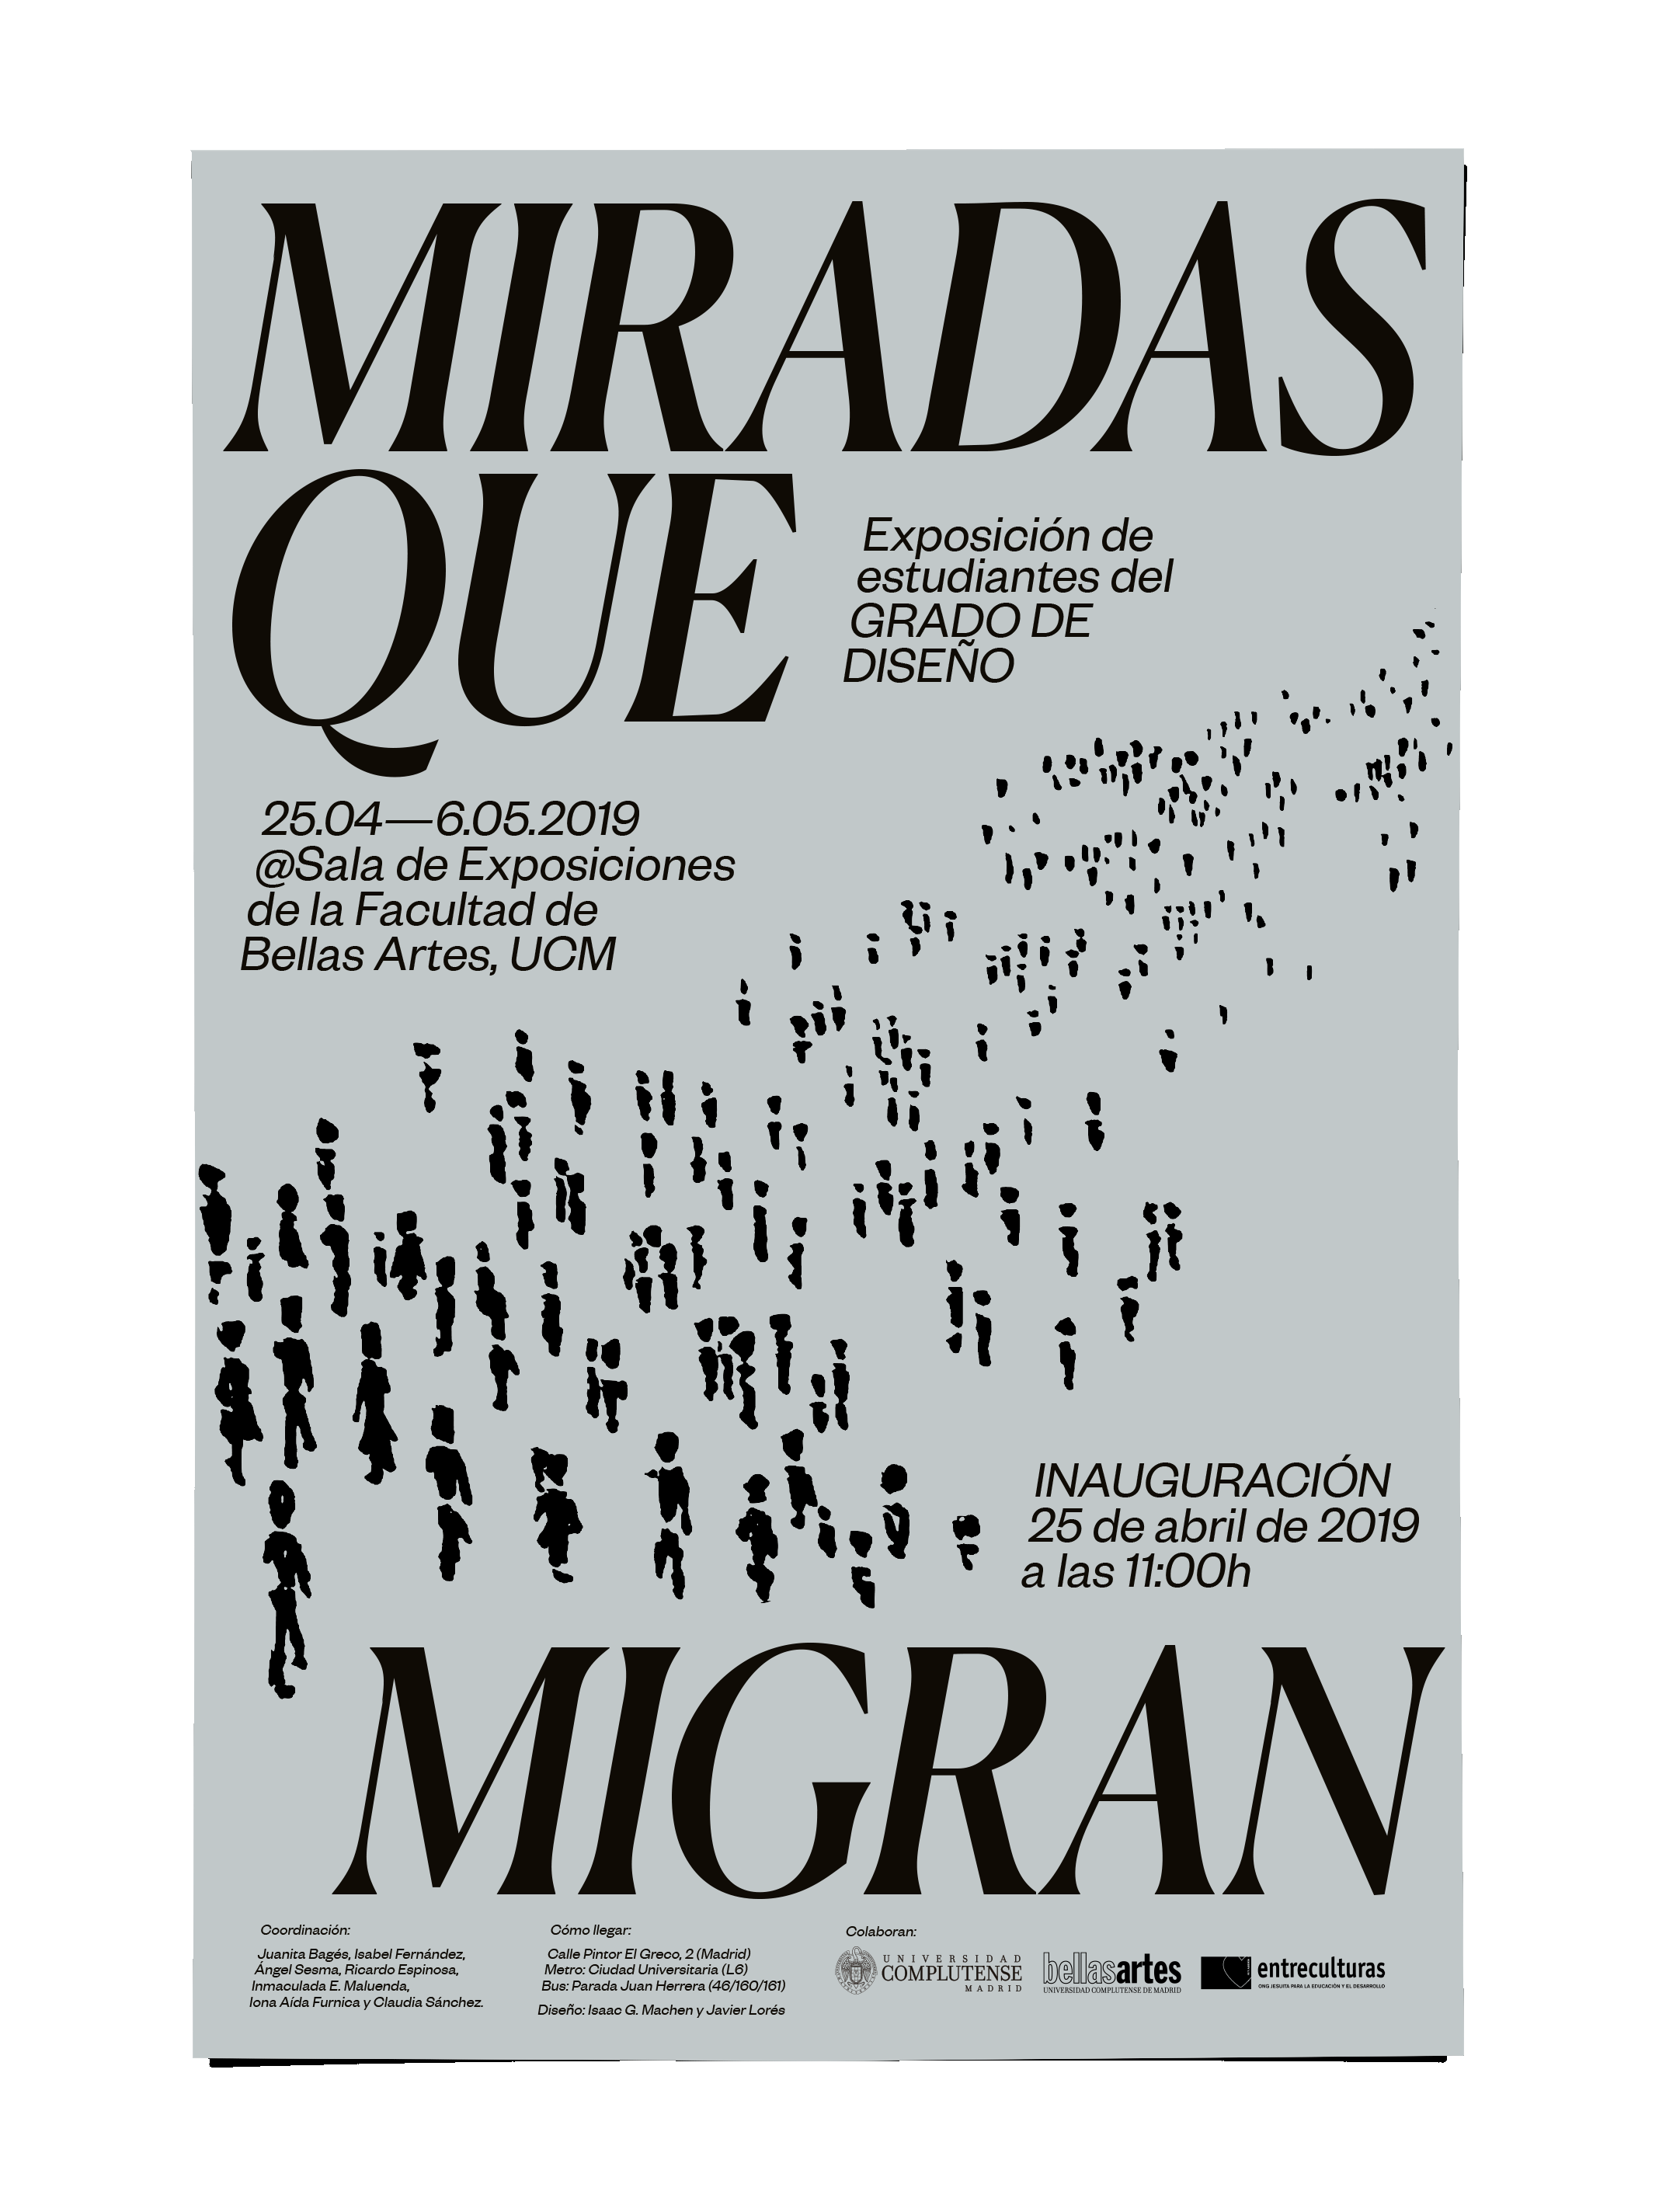 MIRADAS
QUE
Exposición de
estudiantes del
GRADO DE
DISEÑO
25.04—6.05.2019
@Sala de Exposiciones
de la Facultad de
Bellas Artes, UCM
INAUGURACIÓN
25 de abril de 2019
a las 11:00h
MIGRAN
Coordinación:
Juanita Bagés, Isabel Fernández,
Ángel Sesma, Ricardo Espinosa,
Inmaculada E. Maluenda,
Iona Aída Furnica y Claudia Sánchez.
Cómo llegar:
Calle Pintor El Greco, 2 (Madrid)
Metro: Ciudad Universitaria (L6)
Bus: Parada Juan Herrera (46/160/161)
Diseño: Isaac G. Machen y Javier Lorés
Colaboran:
UNIVERSIDAD
COMPLUTENSE
MADRID
bellasartes
UNIVERSIDAD COMPLUTENSE DE MADRID
entreculturas
ONG JESUITA PARA LA EDUCACIÓN Y EL DESARROLLO